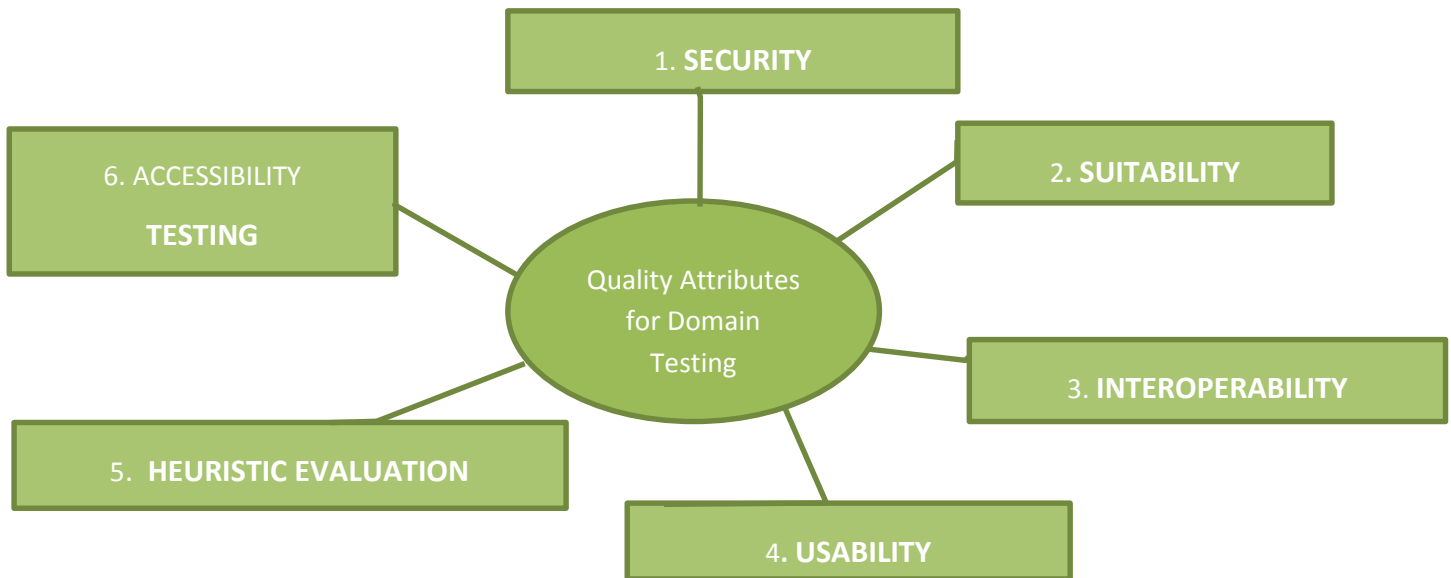 1. SECURITY
2. SUITABILITY
3. INTEROPERABILITY
4. USABILITY
5. HEURISTIC EVALUATION
6. ACCESSIBILITY
TESTING
Quality Attributes
for Domain
Testing